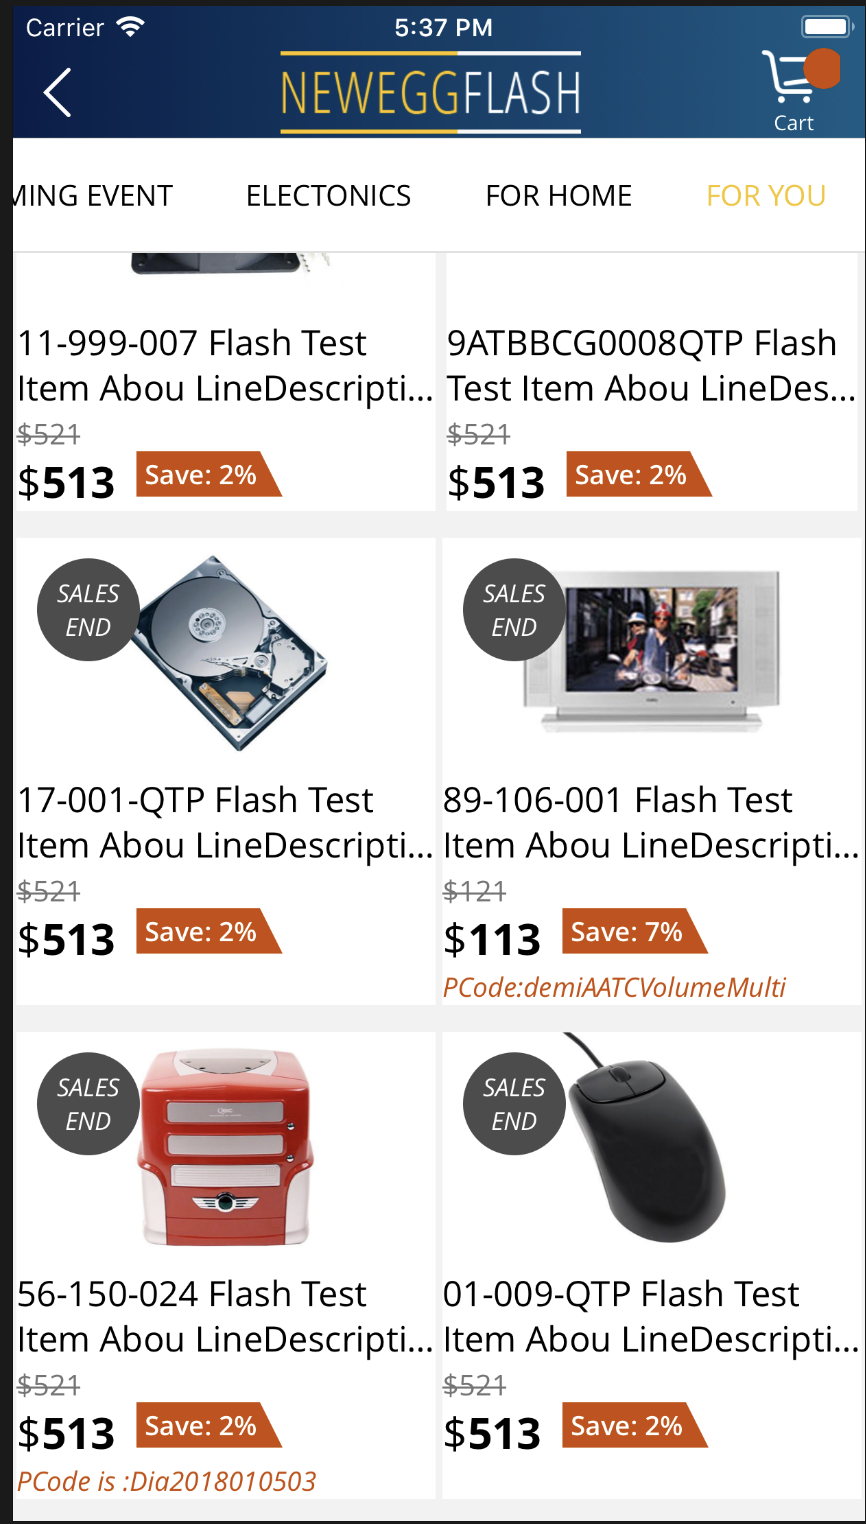 Carrier 5:37 PM
NEWEGGFLASH
Cart
MING EVENT ELECTONICS FOR HOME FOR YOU
11-999-007 Flash Test
Item Abou LineDescripti...
$521
$513 Save: 2%
9ATBBCG0008QTP Flash
Test Item Abou LineDes...
$521
$513 Save: 2%
SALES
END
17-001-QTP Flash Test
Item Abou LineDescripti...
$521
$513 Save: 2%
SALES
END
89-106-001 Flash Test
Item Abou LineDescripti...
$121
$113 Save: 7%
PCode:demiAATCVolumeMulti
SALES
END
56-150-024 Flash Test
Item Abou LineDescripti...
$521
$513 Save: 2%
PCode is :Dia2018010503
SALES
END
01-009-QTP Flash Test
Item Abou LineDescripti...
$521
$513 Save: 2%